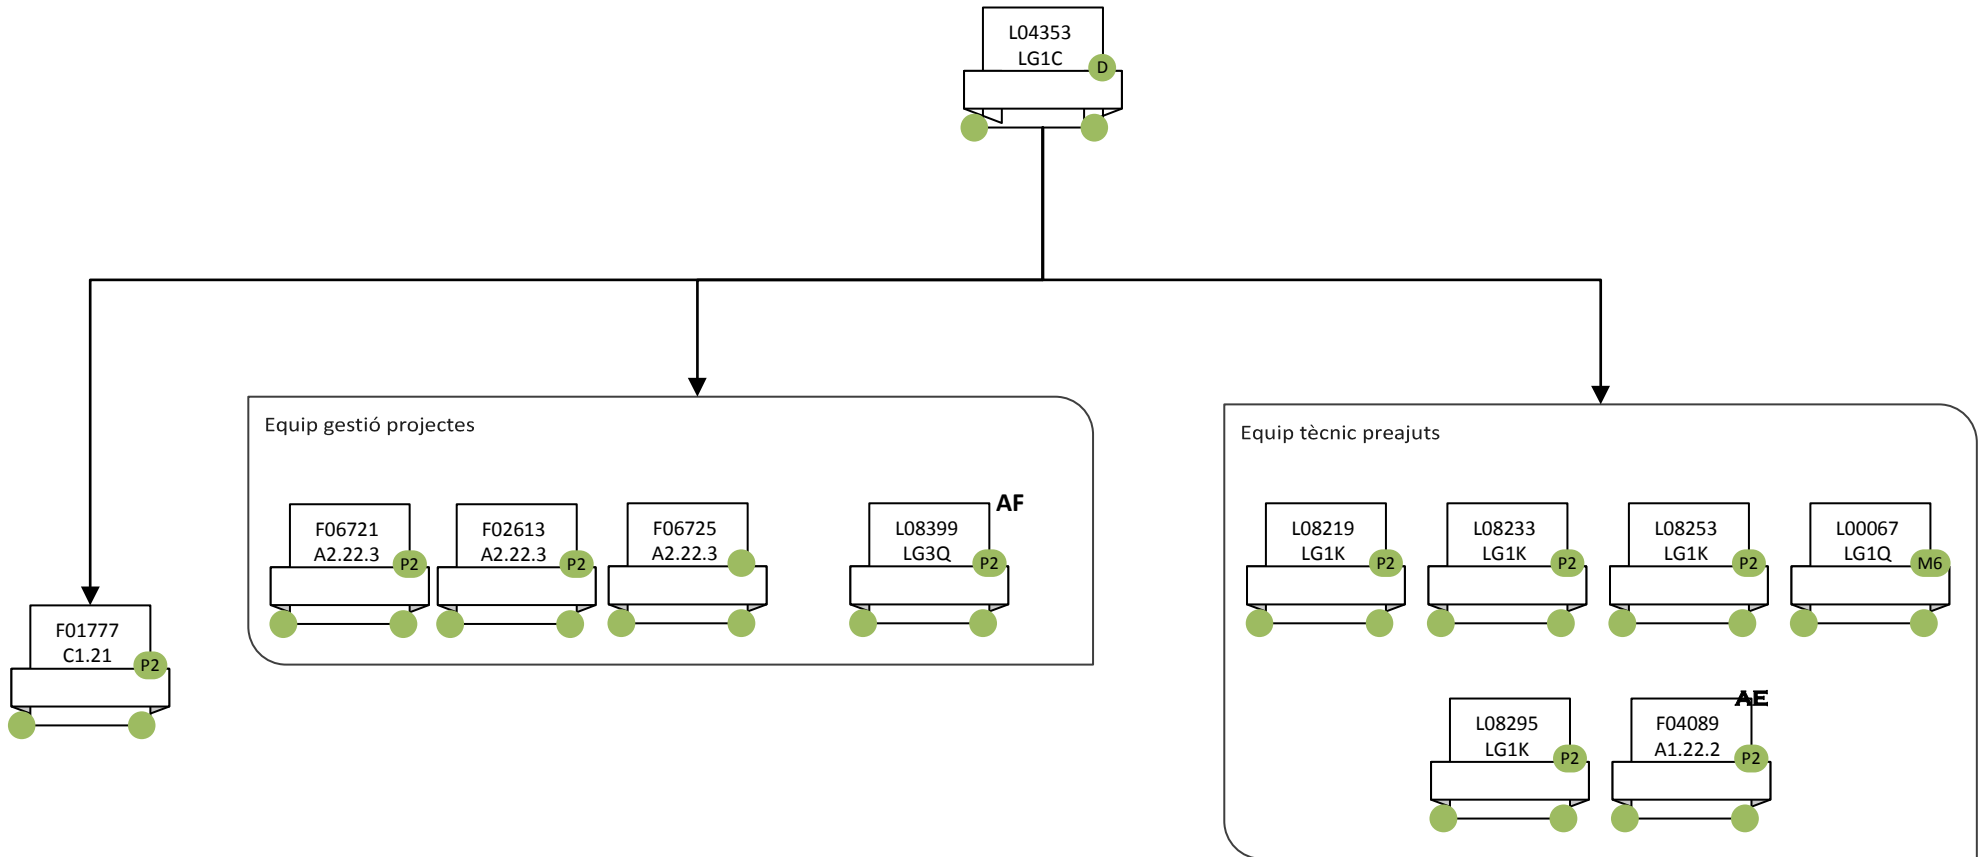 L04353
LG1C
D
Equip gestió projectes
F06721
A2.22.3
P2
F02613
A2.22.3
P2
F06725
A2.22.3
AF
L08399
LG3Q
P2
Equip tècnic preajuts
L08219
LG1K
P2
L08233
LG1K
P2
L08253
LG1K
P2
L00067
LG1Q
M6
F01777
C1.21
P2
L08295
LG1K
P2
AE
F04089
A1.22.2
P2